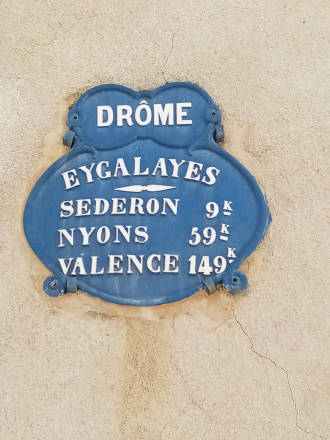 DRÔME
EYGALAYES
SEDERON 9K
NYONS 59K
VALENCE 149K